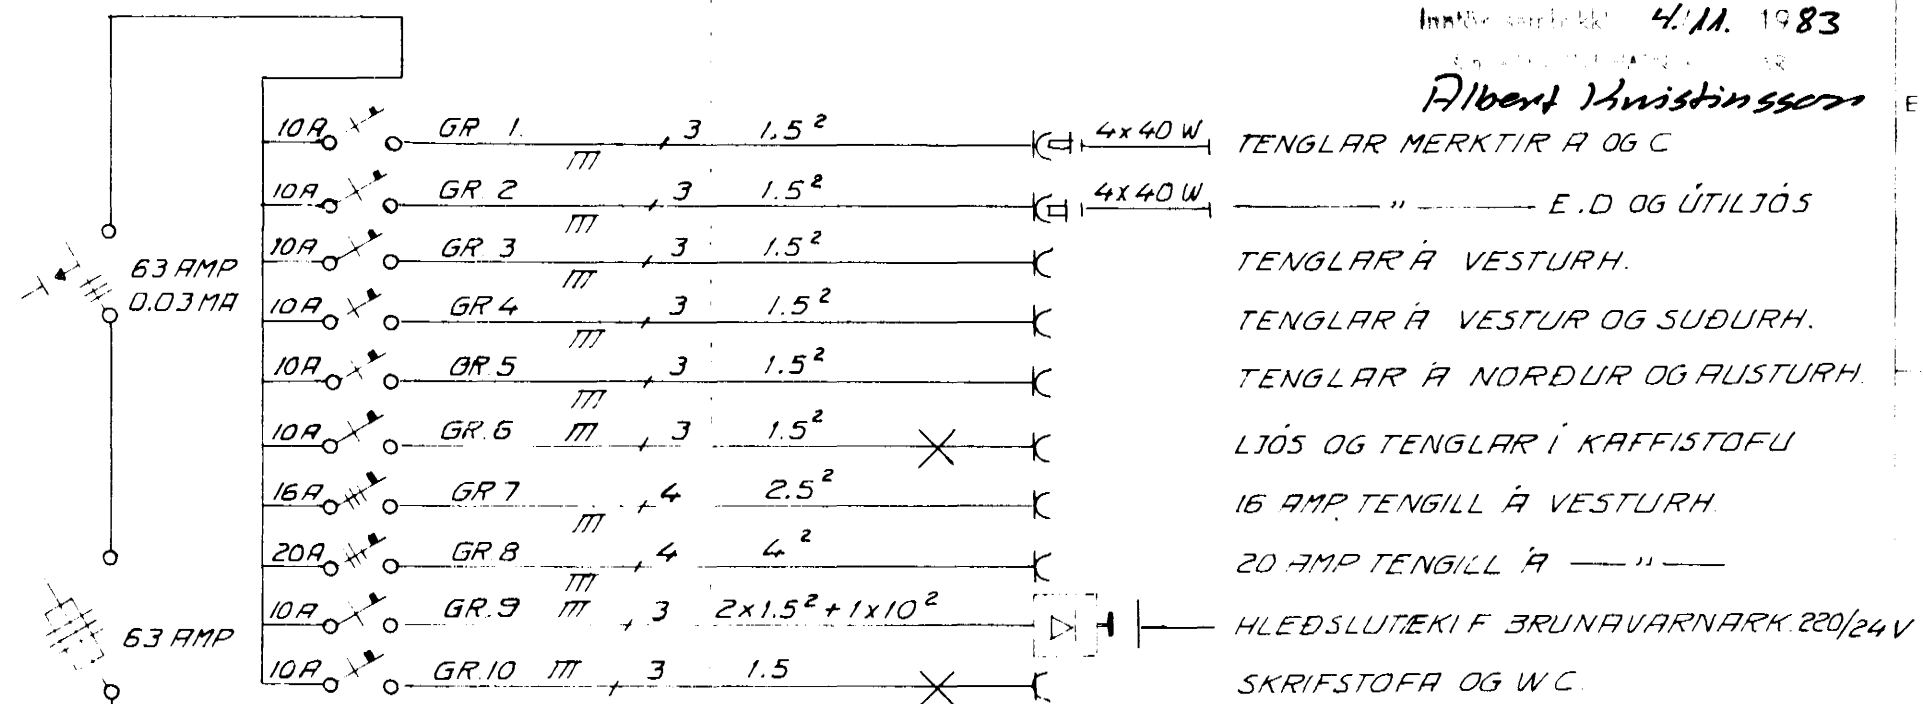 4/11. 1983
Albert Kristinsson
E
10A GR 1. 3 1.5² 4x40 W TENGLAR MERKTIR A OG C
10A GR 2 3 1.5² 4x40 W — " — E.D OG ÚTILJÓS
10A GR 3 3 1.5² TENGLAR Á VESTURH.
63 AMP
0.03 MA
10A GR 4 3 1.5² TENGLAR Á VESTUR OG SUÐURH.
10A GR.5 3 1.5² TENGLAR Á NORÐUR OG AUSTURH.
10A GR.6 3 1.5² LJÓS OG TENGLAR Í KAFFISTOFU
16A GR 7 4 2.5² 16 AMP. TENGILL Á VESTURH.
20A GR.8 4 4² 20 AMP TENGILL Á — " —
10A GR.9 3 2x1.5² + 1x10² HLEÐSLUTÆKI F BRUNAVARNARK. 220/24 V
63 AMP
10A GR.10 3 1.5 SKRIFSTOFA OG W C.